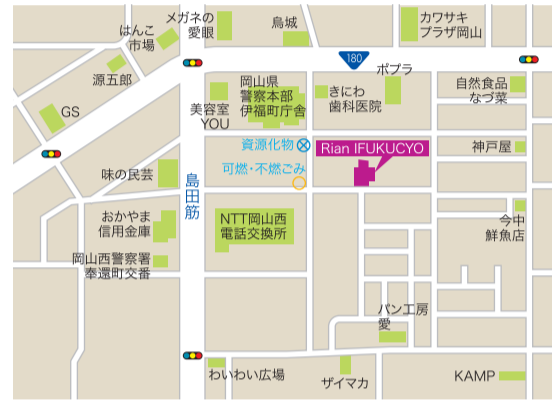 メガネの
愛眼
烏城
カワサキ
プラザ岡山
はんこ
市場
180
源五郎
ポプラ
岡山県
警察本部
伊福町庁舎
きにわ
歯科医院
自然食品
なづ菜
GS
美容室
YOU
資源化物
Rian IFUKUCYO
神戸屋
味の民芸
可燃・不燃ごみ
島田筋
おかやま
信用金庫
NTT岡山西
電話交換所
今中
鮮魚店
岡山西警察署
奉還町交番
パン工房
愛
わいわい広場
ザイマカ
KAMP